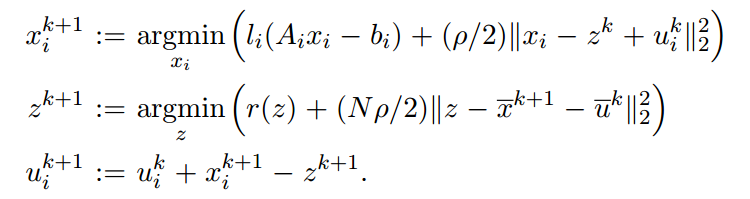 x_i^{k+1} := argmin_{x_i} ( l_i(A_i x_i − b_i) + (ρ/2)‖x_i − z^k + u_i^k‖_2^2 )
z^{k+1} := argmin_z ( r(z) + (Nρ/2)‖z − x̅^{k+1} − u̅^k‖_2^2 )
u_i^{k+1} := u_i^k + x_i^{k+1} − z^{k+1}.